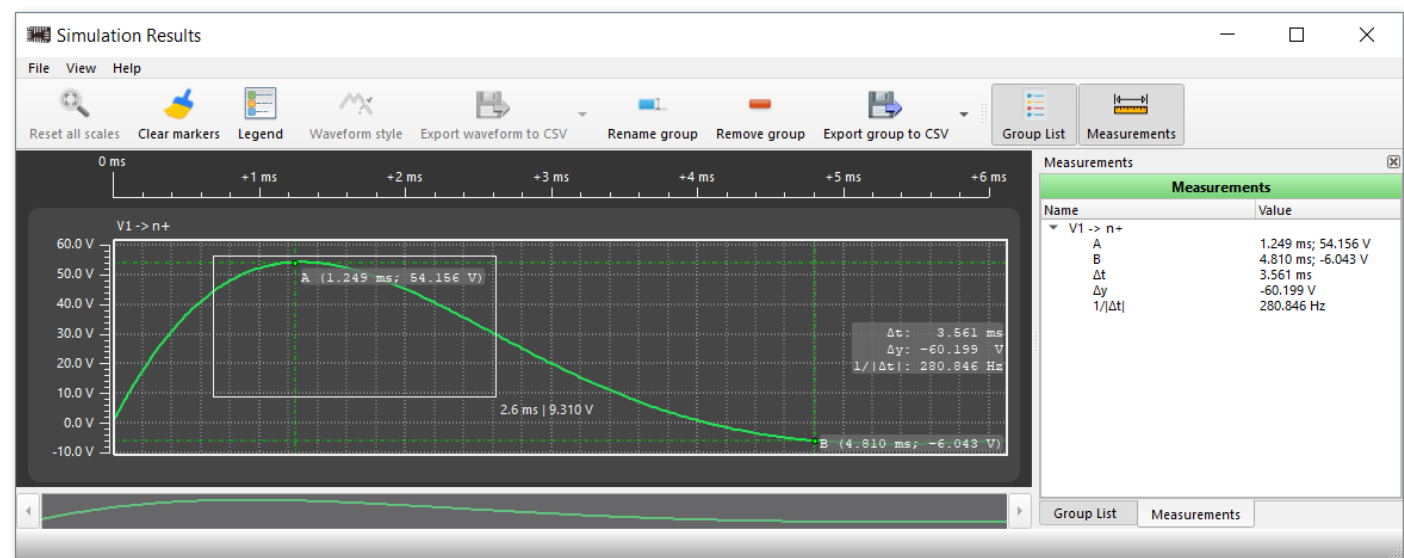 Simulation Results
File View Help
Reset all scales Clear markers Legend Waveform style Export waveform to CSV Rename group Remove group Export group to CSV Group List Measurements
0 ms
+1 ms +2 ms +3 ms +4 ms +5 ms +6 ms
V1 -> n+
60.0 V
50.0 V
40.0 V
30.0 V
20.0 V
10.0 V
0.0 V
-10.0 V
A (1.249 ms; 54.156 V)
Δt: 3.561 ms
Δy: -60.199 V
1/|Δt|: 280.846 Hz
2.6 ms | 9.310 V
B (4.810 ms; -6.043 V)
Measurements
Measurements
Name Value
V1 -> n+
A 1.249 ms; 54.156 V
B 4.810 ms; -6.043 V
Δt 3.561 ms
Δy -60.199 V
1/|Δt| 280.846 Hz
Group List Measurements